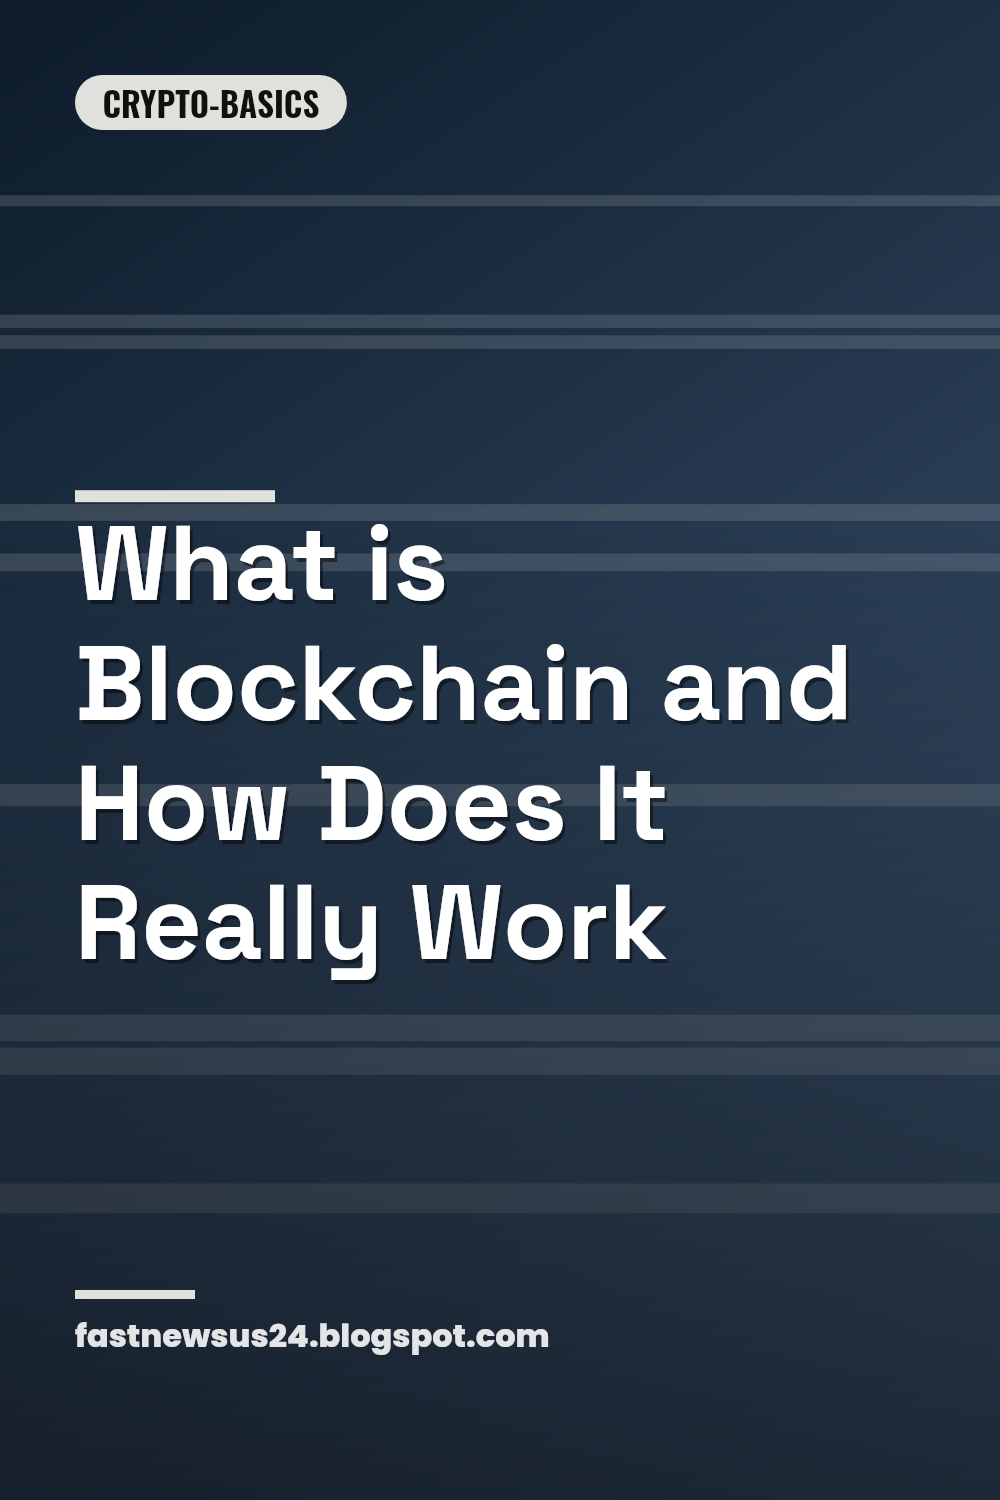 CRYPTO-BASICS
What is
Blockchain and
How Does It
Really Work
fastnewsus24.blogspot.com